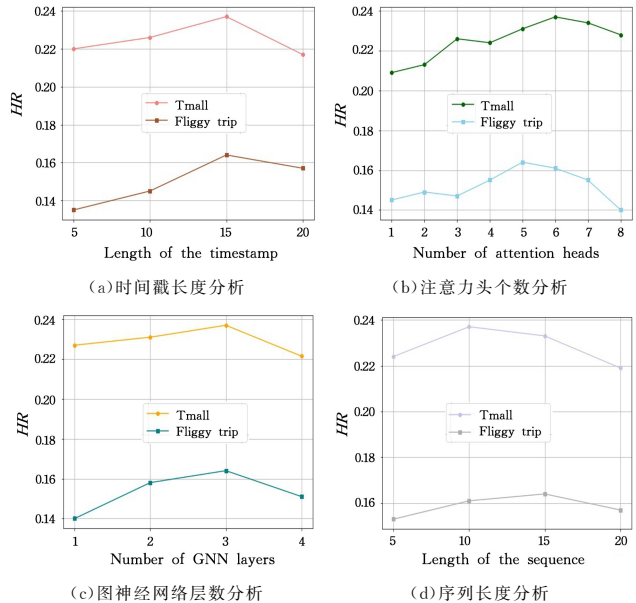 0.24
0.22
0.20
0.18
0.16
0.14
HR
Tmall
Fliggy trip
5
10
15
20
Length of the timestamp
(a)时间戳长度分析
0.24
0.22
0.20
0.18
0.16
0.14
HR
Tmall
Fliggy trip
1
2
3
4
5
6
7
8
Number of attention heads
(b)注意力头个数分析
0.24
0.22
0.20
0.18
0.16
0.14
HR
Tmall
Fliggy trip
1
2
3
4
Number of GNN layers
(c)图神经网络层数分析
0.24
0.22
0.20
0.18
0.16
HR
Tmall
Fliggy trip
5
10
15
20
Length of the sequence
(d)序列长度分析